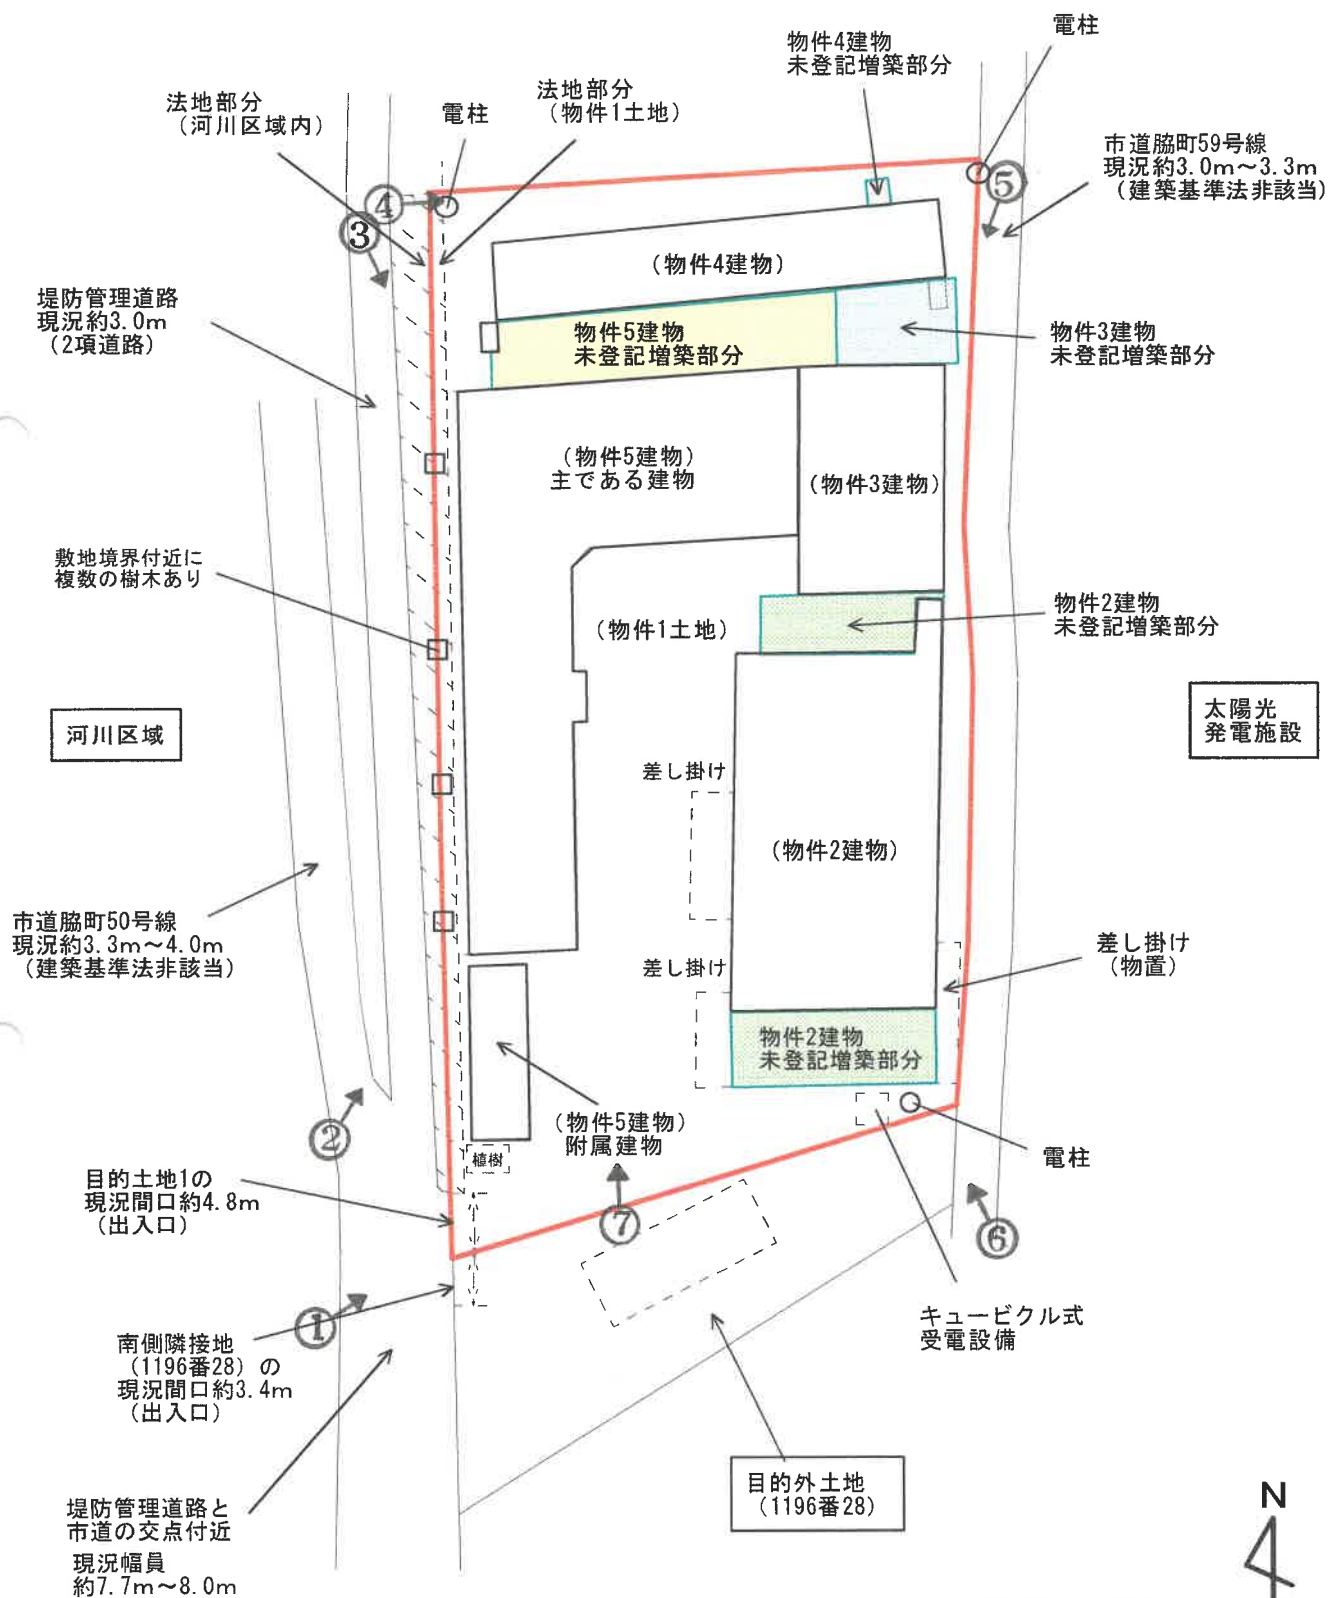 電柱
物件4建物
未登記増築部分
法地部分
（河川区域内）
電柱
法地部分
（物件1土地）
市道脇町59号線
現況約3.0m～3.3m
（建築基準法非該当）
④
⑤
③
（物件4建物）
堤防管理道路
現況約3.0m
（2項道路）
物件5建物
未登記増築部分
物件3建物
未登記増築部分
（物件5建物）
主である建物
（物件3建物）
敷地境界付近に
複数の樹木あり
物件2建物
未登記増築部分
（物件1土地）
河川区域
太陽光
発電施設
差し掛け
（物件2建物）
市道脇町50号線
現況約3.3m～4.0m
（建築基準法非該当）
差し掛け
差し掛け
（物置）
物件2建物
未登記増築部分
②
（物件5建物）
附属建物
電柱
植樹
目的土地1の
現況間口約4.8m
（出入口）
⑦
⑥
①
キュービクル式
受電設備
南側隣接地
（1196番28）の
現況間口約3.4m
（出入口）
目的外土地
（1196番28）
堤防管理道路と
市道の交点付近
現況幅員
約7.7m～8.0m
N